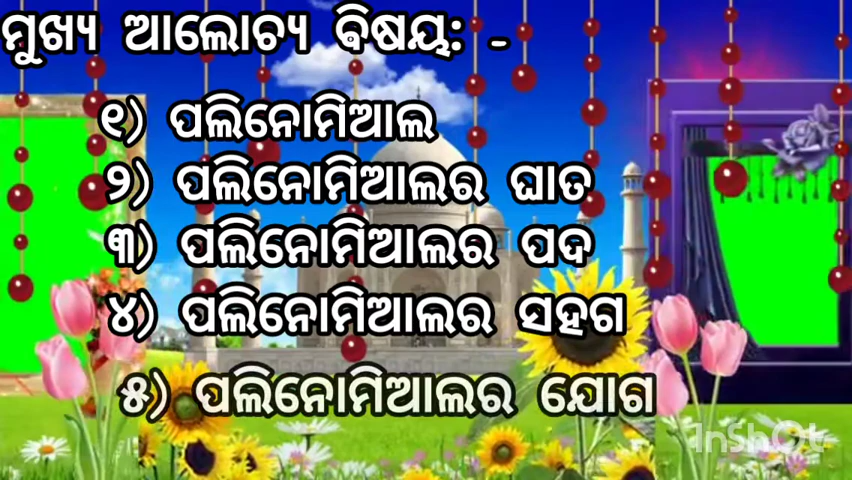 ମୁଖ୍ୟ ଆଲୋଚ୍ୟ ବିଷୟ: -
୧) ପଲିନୋମିଆଲ
୨) ପଲିନୋମିଆଲର ଘାତ
୩) ପଲିନୋମିଆଲର ପଦ
୪) ପଲିନୋମିଆଲର ସହଗ
୫) ପଲିନୋମିଆଲର ଯୋଗ
InShOt